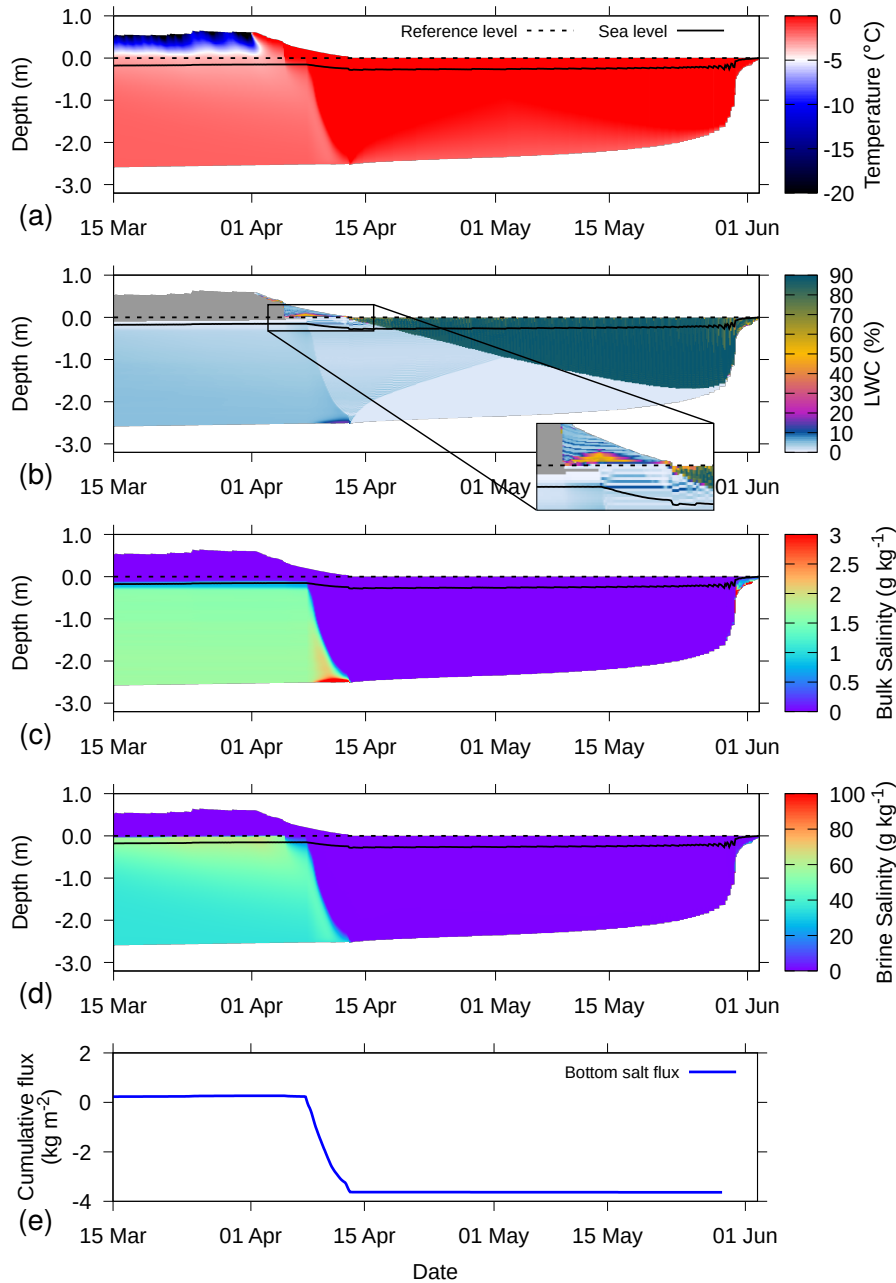 Reference level Sea level
1.0
0.0
-1.0
-2.0
-3.0
Depth (m)
15 Mar 01 Apr 15 Apr 01 May 15 May 01 Jun
0
-5
-10
-15
-20
Temperature (°C)
(a)
1.0
0.0
-1.0
-2.0
-3.0
Depth (m)
15 Mar 01 Apr 15 Apr 01 May 15 May 01 Jun
90
80
70
60
50
40
30
20
10
0
LWC (%)
(b)
1.0
0.0
-1.0
-2.0
-3.0
Depth (m)
15 Mar 01 Apr 15 Apr 01 May 15 May 01 Jun
3
2.5
2
1.5
1
0.5
0
Bulk Salinity (g kg⁻¹)
(c)
1.0
0.0
-1.0
-2.0
-3.0
Depth (m)
15 Mar 01 Apr 15 Apr 01 May 15 May 01 Jun
100
80
60
40
20
0
Brine Salinity (g kg⁻¹)
(d)
2
0
-2
-4
Cumulative flux
(kg m⁻²)
Bottom salt flux
15 Mar 01 Apr 15 Apr 01 May 15 May 01 Jun
(e)
Date